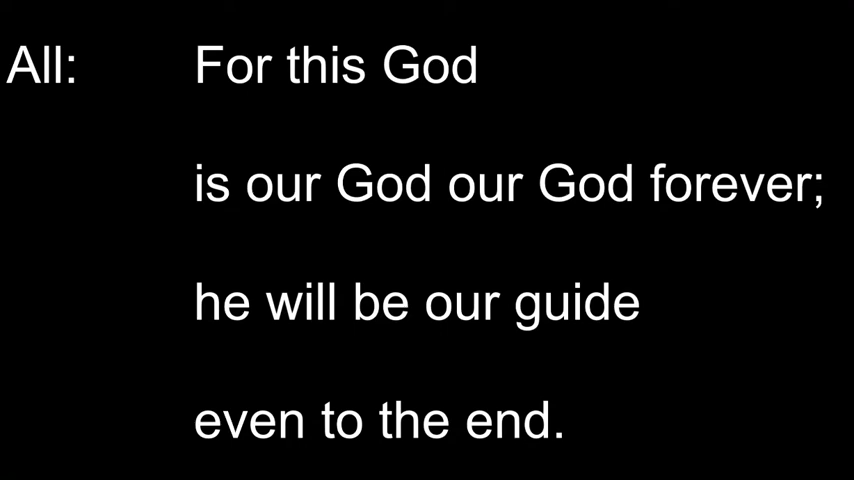 All: For this God
is our God our God forever;
he will be our guide
even to the end.